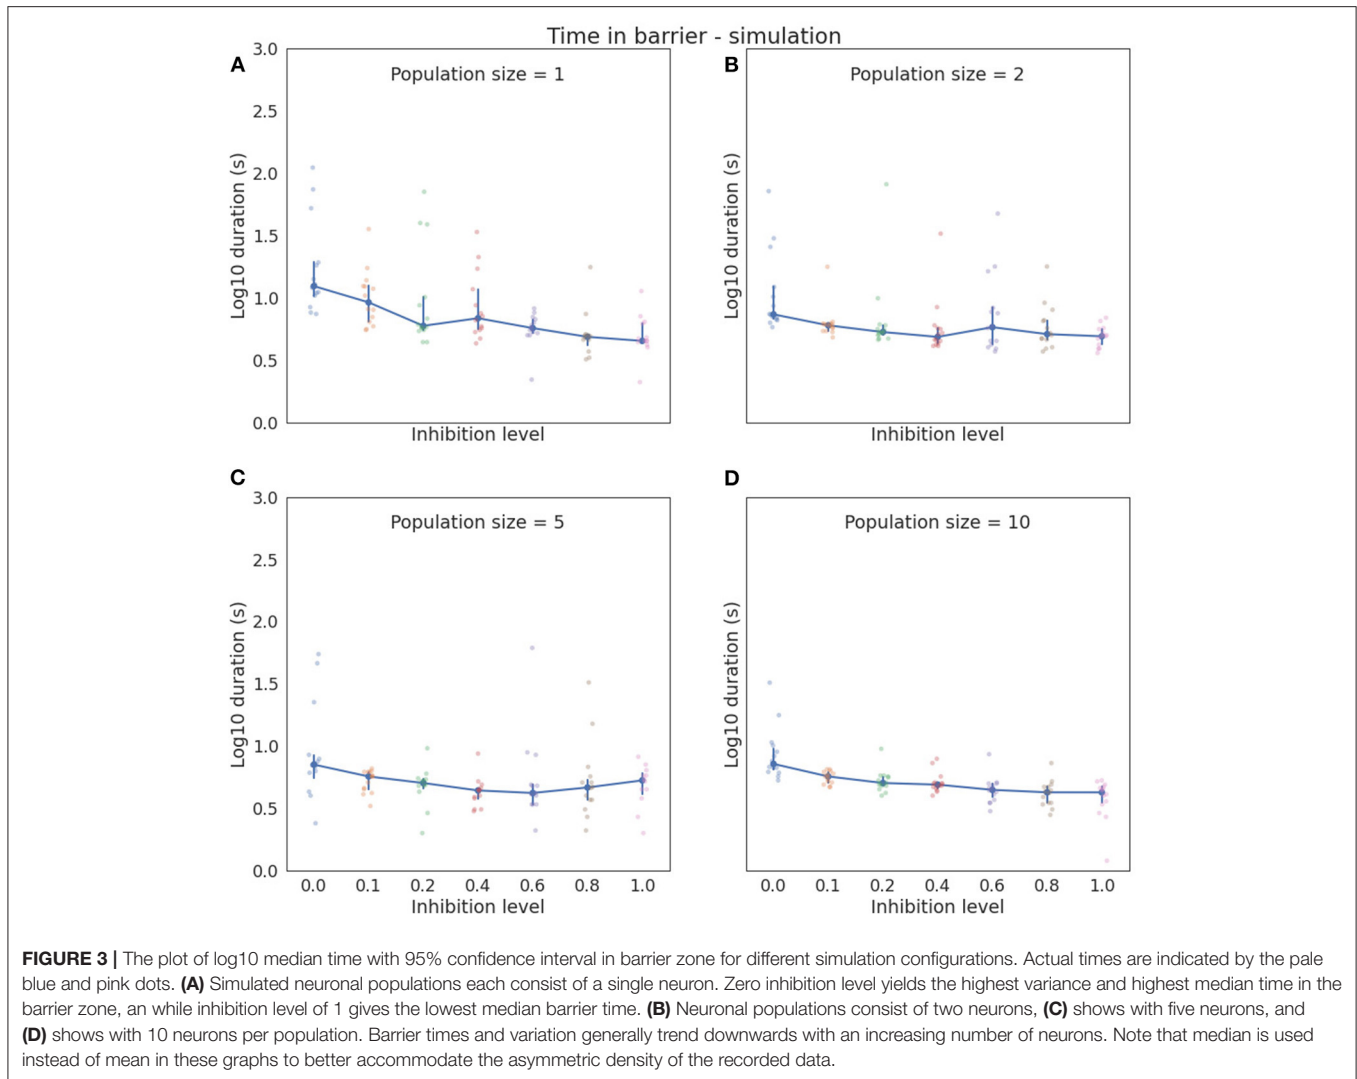 Time in barrier - simulation
A
Population size = 1
3.0
2.5
2.0
1.5
1.0
0.5
0.0
Log10 duration (s)
Inhibition level
B
Population size = 2
Log10 duration (s)
Inhibition level
C
Population size = 5
3.0
2.5
2.0
1.5
1.0
0.5
0.0
Log10 duration (s)
0.0 0.1 0.2 0.4 0.6 0.8 1.0
Inhibition level
D
Population size = 10
Log10 duration (s)
0.0 0.1 0.2 0.4 0.6 0.8 1.0
Inhibition level
FIGURE 3 | The plot of log10 median time with 95% confidence interval in barrier zone for different simulation configurations. Actual times are indicated by the pale
blue and pink dots. (A) Simulated neuronal populations each consist of a single neuron. Zero inhibition level yields the highest variance and highest median time in the
barrier zone, an while inhibition level of 1 gives the lowest median barrier time. (B) Neuronal populations consist of two neurons, (C) shows with five neurons, and
(D) shows with 10 neurons per population. Barrier times and variation generally trend downwards with an increasing number of neurons. Note that median is used
instead of mean in these graphs to better accommodate the asymmetric density of the recorded data.